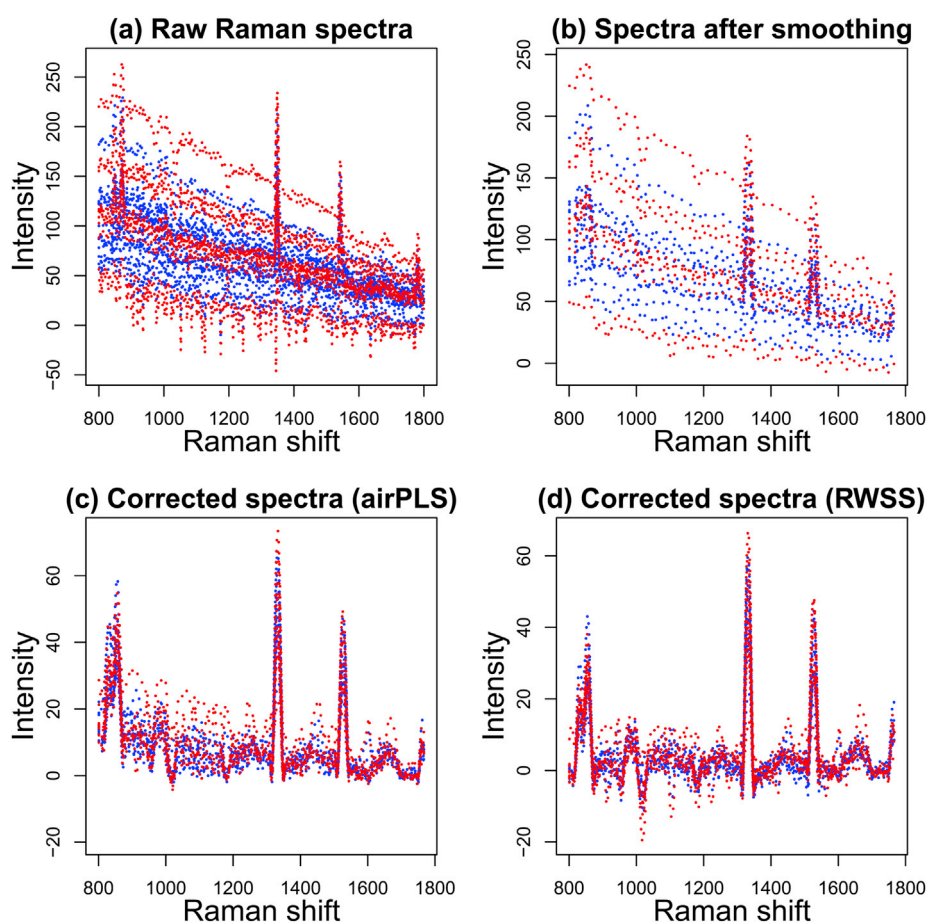 (a) Raw Raman spectra
Intensity
−50
0
50
100
150
200
250
800 1000 1200 1400 1600 1800
Raman shift
(b) Spectra after smoothing
Intensity
0
50
100
150
200
250
800 1000 1200 1400 1600 1800
Raman shift
(c) Corrected spectra (airPLS)
Intensity
−20
0
20
40
60
800 1000 1200 1400 1600 1800
Raman shift
(d) Corrected spectra (RWSS)
Intensity
−20
0
20
40
60
800 1000 1200 1400 1600 1800
Raman shift